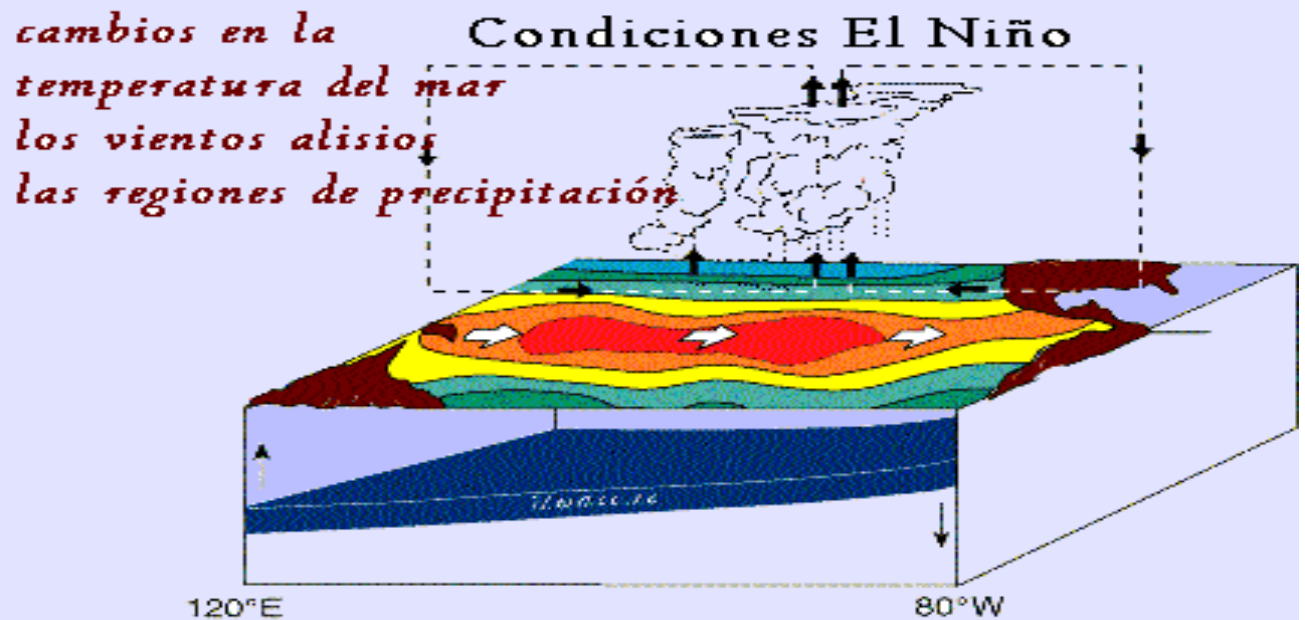 Condiciones El Niño
cambios en la
temperatura del mar
los vientos alisios
las regiones de precipitación
120°E
80°W